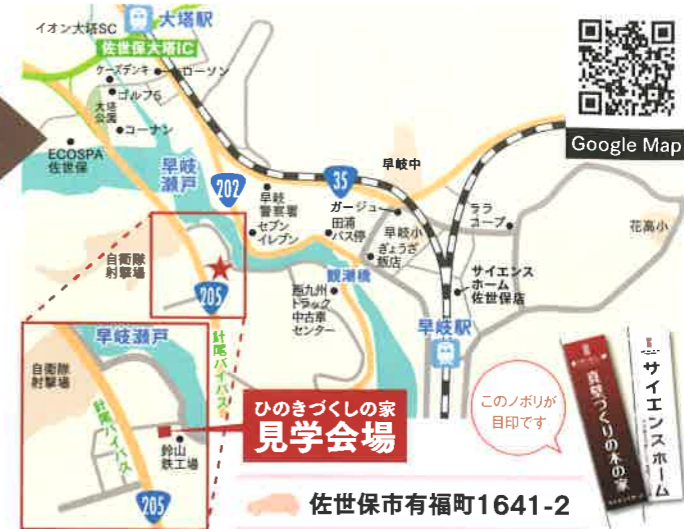 イオン大塔SC
大塔駅
佐世保大塔IC
ケーズデンキ
ローソン
ゴルフ5
大塔公園
コーナン
ECOSPA
佐世保
早岐
瀬戸
202
35
早岐
警察署
セブン
イレブン
ガージュ
田浦
バス停
早岐中
早岐小
ぎょうざ
飯店
ララ
コープ
花高小
Google Map
自衛隊
射撃場
205
針尾バイパス
観潮橋
西九州
トラック
中古車
センター
サイエンス
ホーム
佐世保店
早岐駅
早岐瀬戸
自衛隊
射撃場
針尾バイパス
鈴山
鉄工場
205
ひのきづくしの家
見学会場
このノボリが
目印です
真壁づくりの木の家
サイエンスホーム
佐世保市有福町1641-2